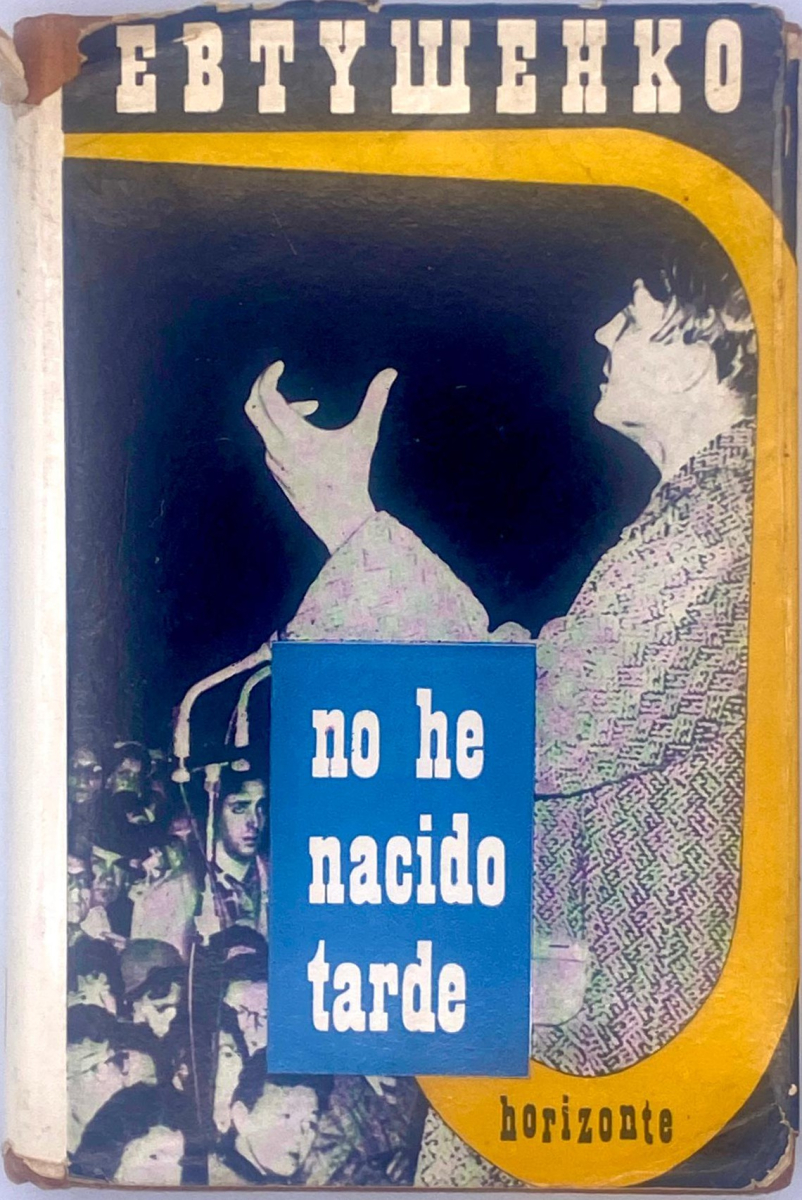 ЕВТУШЕНКО
no he
nacido
tarde
horizonte